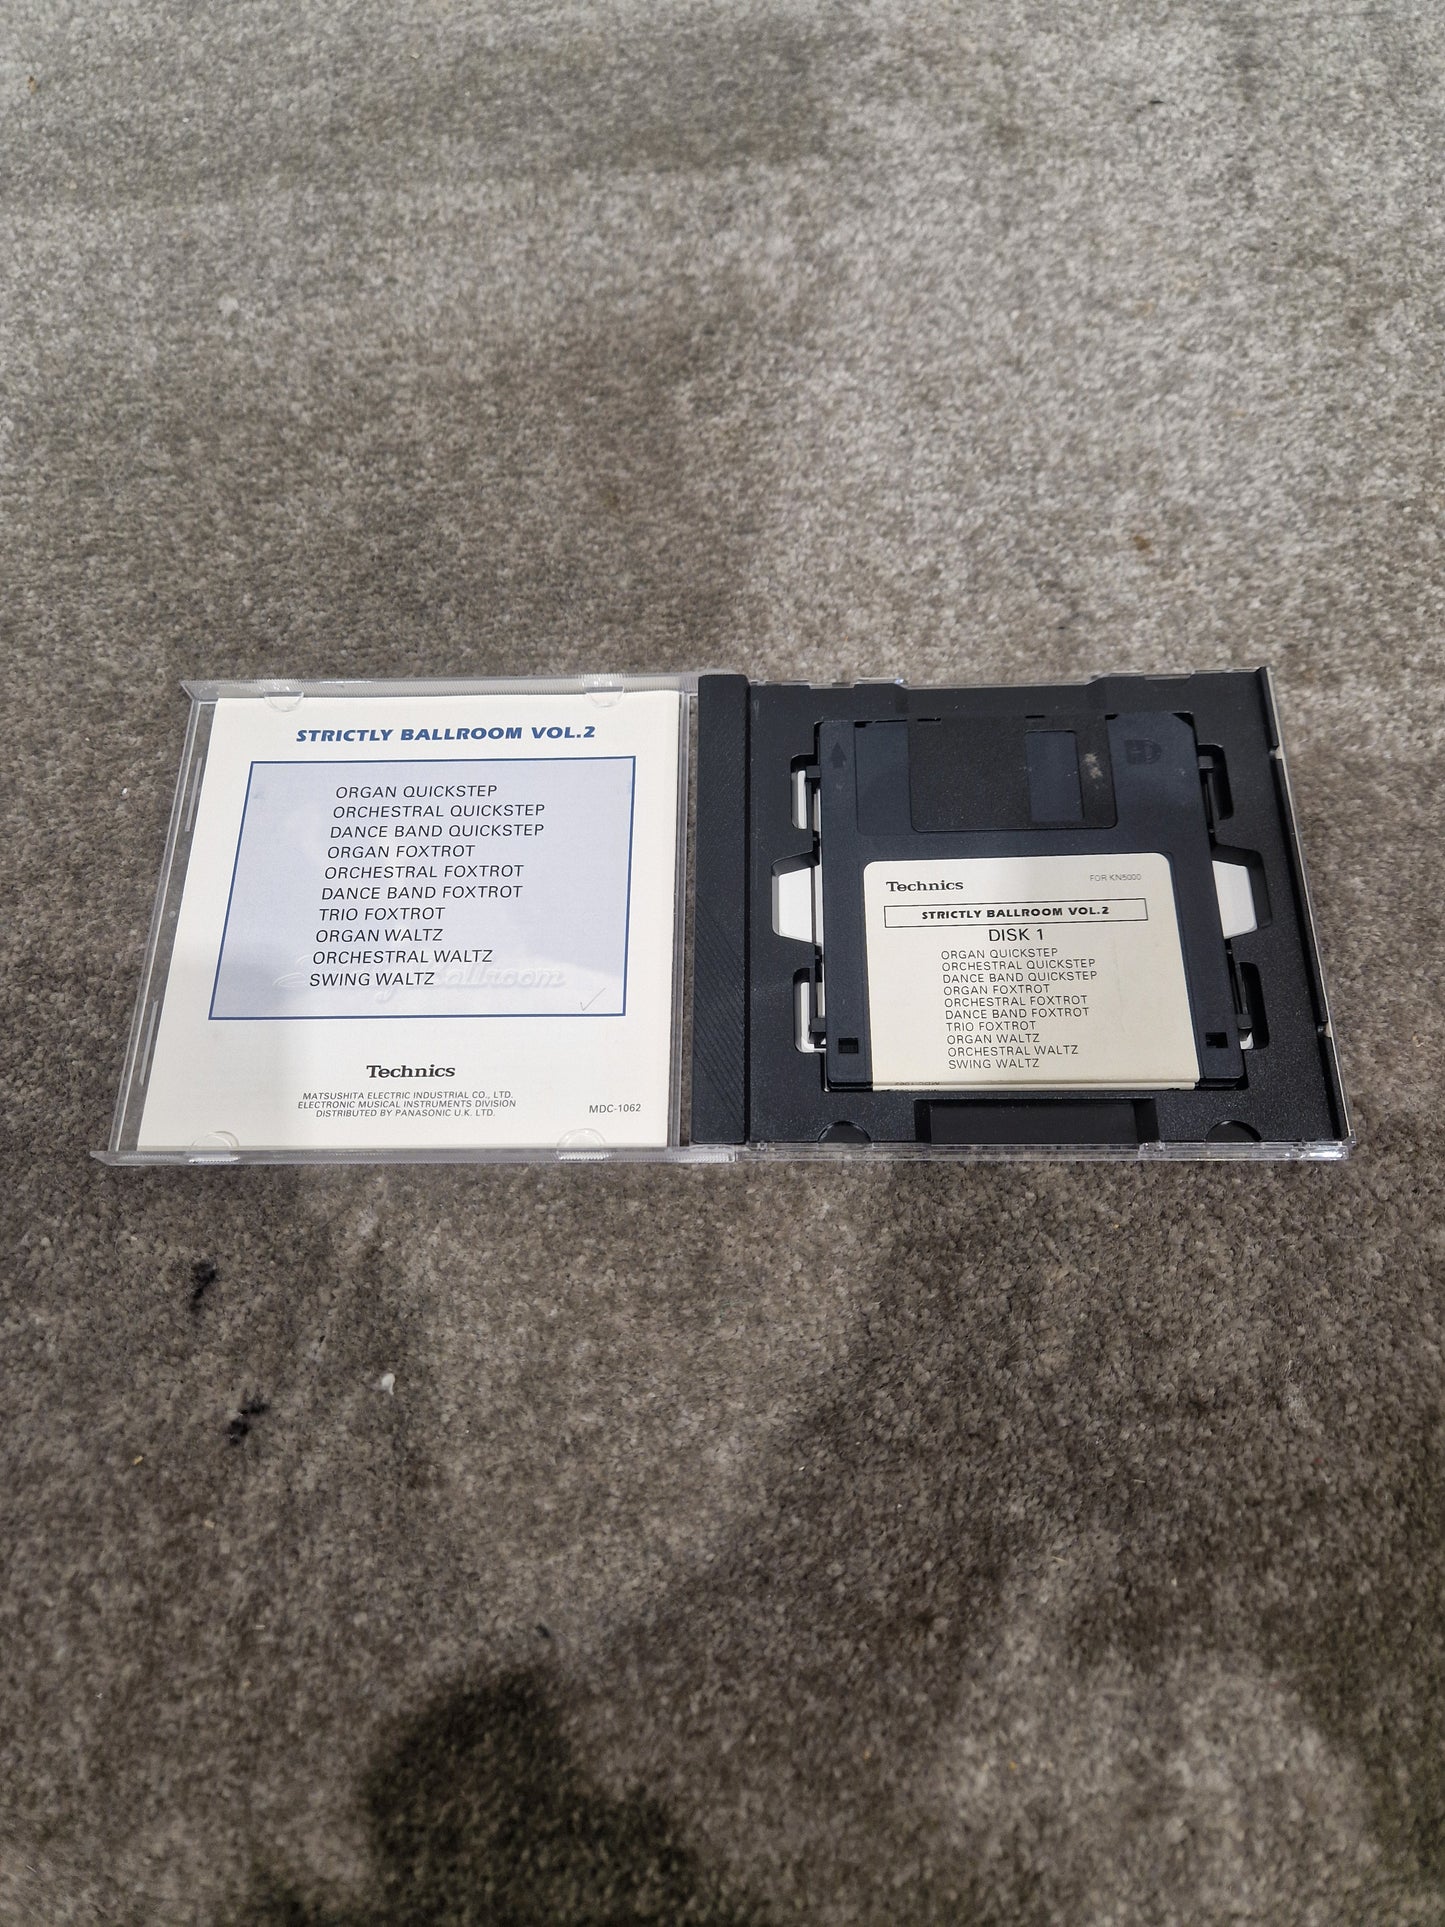 STRICTLY BALLROOM VOL.2
ORGAN QUICKSTEP
ORCHESTRAL QUICKSTEP
DANCE BAND QUICKSTEP
ORGAN FOXTROT
ORCHESTRAL FOXTROT
DANCE BAND FOXTROT
TRIO FOXTROT
ORGAN WALTZ
ORCHESTRAL WALTZ
SWING WALTZ
Technics
MATSUSHITA ELECTRIC INDUSTRIAL CO., LTD.
ELECTRONIC MUSICAL INSTRUMENTS DIVISION
DISTRIBUTED BY PANASONIC U.K. LTD.
MDC-1062
HD
Technics
FOR KN5000
STRICTLY BALLROOM VOL.2
DISK 1
ORGAN QUICKSTEP
ORCHESTRAL QUICKSTEP
DANCE BAND QUICKSTEP
ORGAN FOXTROT
ORCHESTRAL FOXTROT
DANCE BAND FOXTROT
TRIO FOXTROT
ORGAN WALTZ
ORCHESTRAL WALTZ
SWING WALTZ